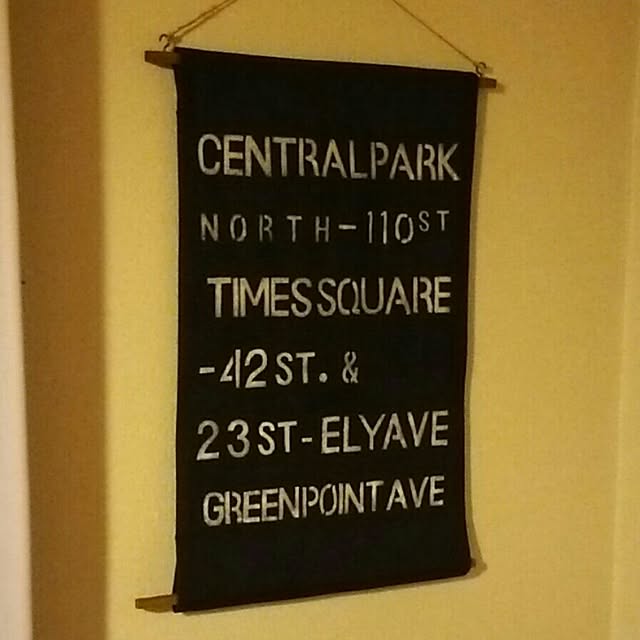 CENTRALPARK
NORTH-110ST
TIMESSQUARE
-42ST. &
23ST-ELYAVE
GREENPOINTAVE